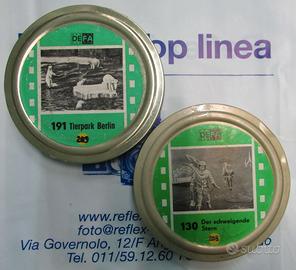 op linea
DEFA
191 Tierpark Berlin
DEFA
130 Der schweigende
Stern
www.reflex
foto@reflex-
Via Governolo, 12/F An
Tel. 011/59.12.60 T